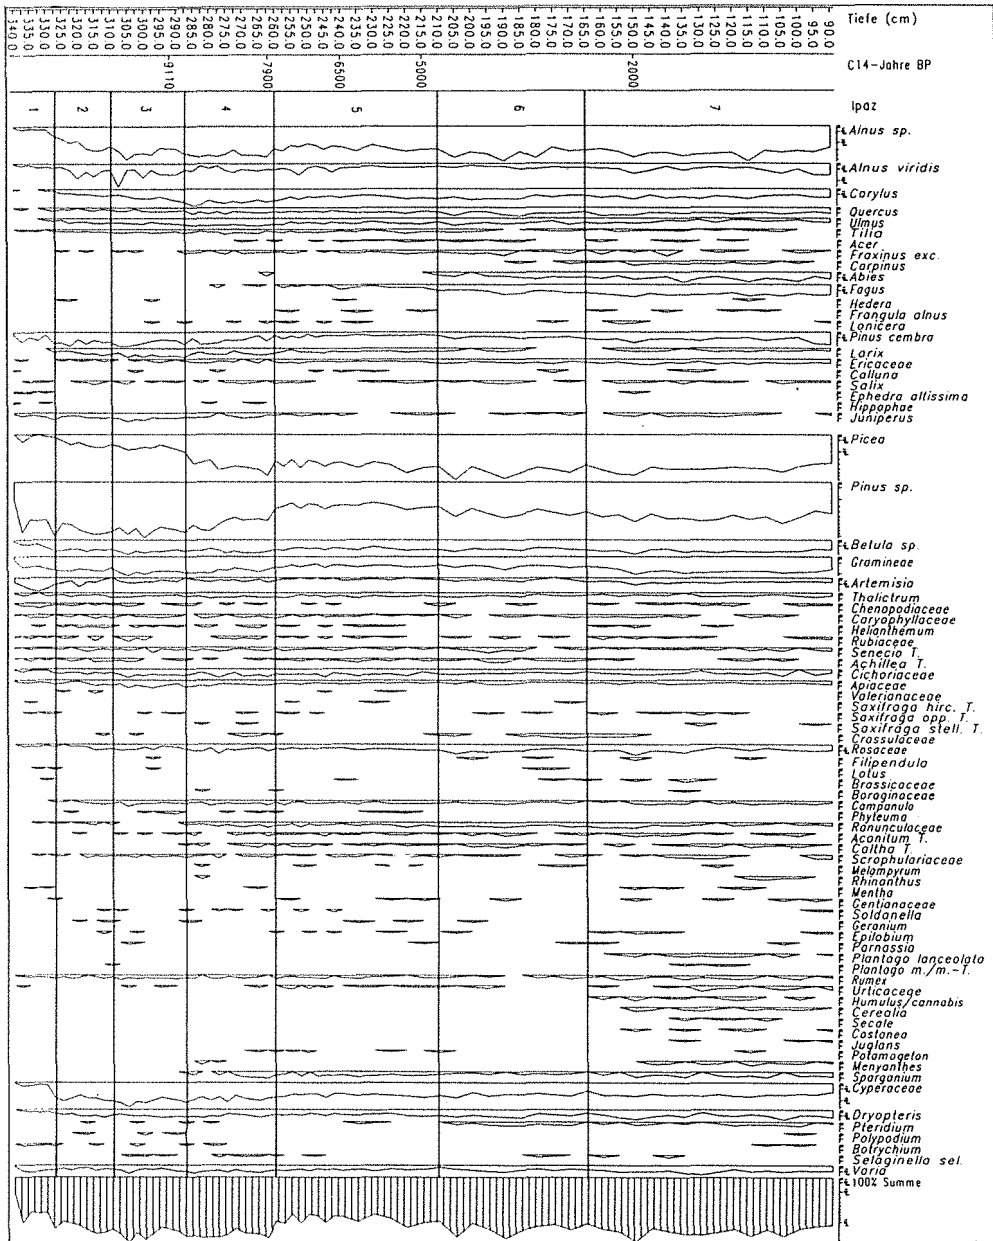 Tiefe (cm)
340.0 335.0 330.0 325.0 320.0 315.0 310.0 305.0 300.0 295.0 290.0 285.0 280.0 275.0 270.0 265.0 260.0 255.0 250.0 245.0 240.0 230.0 220.0 210.0 205.0 200.0 195.0 190.0 185.0 180.0 175.0 170.0 165.0 160.0 155.0 150.0 145.0 140.0 135.0 130.0 125.0 120.0 115.0 110.0 105.0 100.0 95.0 90.0
C14-Jahre BP
-9110 -7900 -6500 -5000 -2000
lpaz
1 2 3 4 5 6 7
Alnus sp.
Alnus viridis
Corylus
Quercus
Ulmus
Tilia
Acer
Fraxinus exc.
Carpinus
Abies
Fagus
Hedera
Frangula alnus
Lonicera
Pinus cembra
Larix
Ericaceae
Calluna
Salix
Ephedra altissima
Hippophae
Juniperus
Picea
Pinus sp.
Betula sp.
Gramineae
Artemisia
Thalictrum
Chenopodiaceae
Caryophyllaceae
Helianthemum
Rubiaceae
Senecio T.
Achillea T.
Cichoriaceae
Apiaceae
Valerianaceae
Saxifraga hirc. T.
Saxifraga opp. T.
Saxifraga stell. T.
Crassulaceae
Rosaceae
Filipendula
Lotus
Brassicaceae
Boraginaceae
Campanula
Phyteuma
Ranunculaceae
Aconitum T.
Caltha T.
Scrophulariaceae
Melampyrum
Rhinanthus
Mentha
Gentianaceae
Soldanella
Geranium
Epilobium
Parnassia
Plantago lanceolata
Plantago m./m.-T.
Rumex
Urticaceae
Humulus/cannabis
Cerealia
Secale
Castanea
Juglans
Potamogeton
Menyanthes
Sparganium
Cyperaceae
Dryopteris
Pteridium
Polypodium
Botrychium
Selaginella sel.
Varia
100% Summe